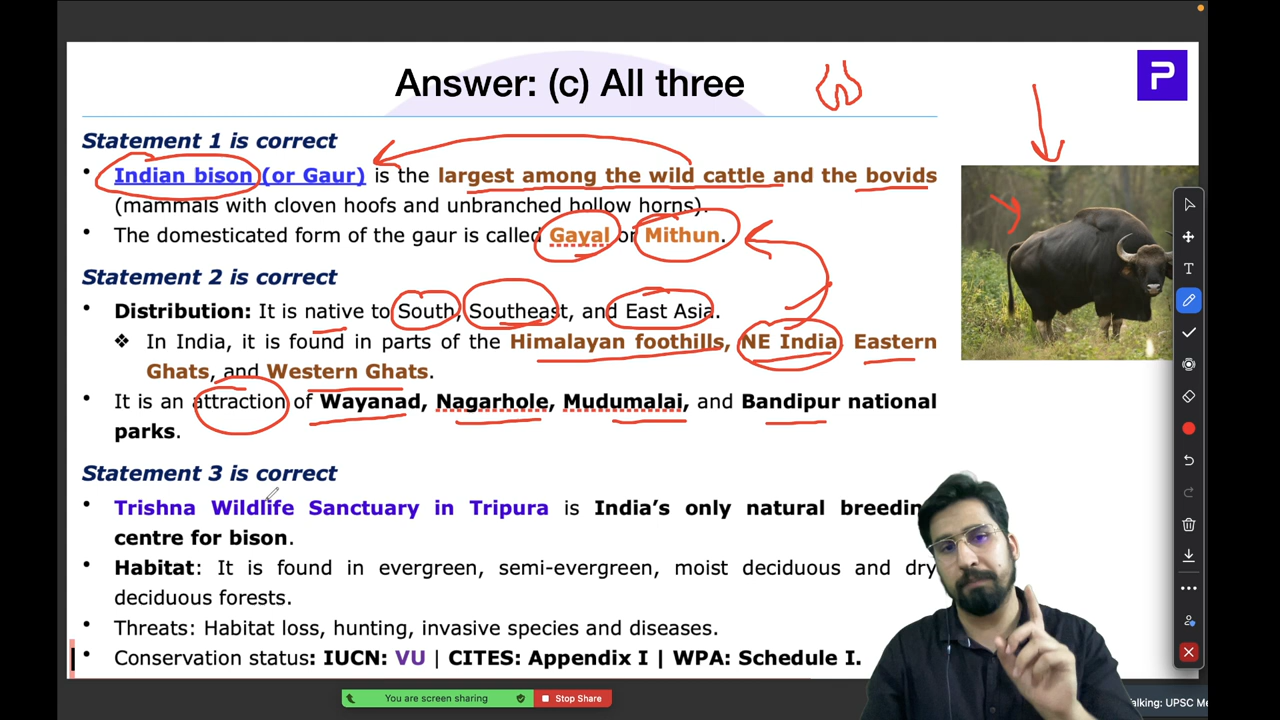 Answer: (c) All three
P
Statement 1 is correct
• Indian bison (or Gaur) is the largest among the wild cattle and the bovids
(mammals with cloven hoofs and unbranched hollow horns).
• The domesticated form of the gaur is called Gayal or Mithun.
Statement 2 is correct
• Distribution: It is native to South, Southeast, and East Asia.
❖ In India, it is found in parts of the Himalayan foothills, NE India, Eastern
Ghats, and Western Ghats.
• It is an attraction of Wayanad, Nagarhole, Mudumalai, and Bandipur national
parks.
Statement 3 is correct
• Trishna Wildlife Sanctuary in Tripura is India's only natural breedin
centre for bison.
• Habitat: It is found in evergreen, semi-evergreen, moist deciduous and dry
deciduous forests.
• Threats: Habitat loss, hunting, invasive species and diseases.
• Conservation status: IUCN: VU | CITES: Appendix I | WPA: Schedule I.
T
You are screen sharing
Stop Share
alking: UPSC Me